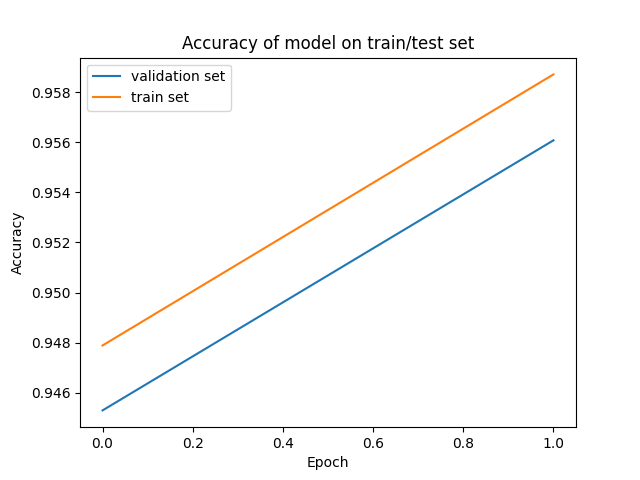 Accuracy of model on train/test set
validation set
train set
0.958
0.956
0.954
0.952
0.950
0.948
0.946
Accuracy
0.0 0.2 0.4 0.6 0.8 1.0
Epoch